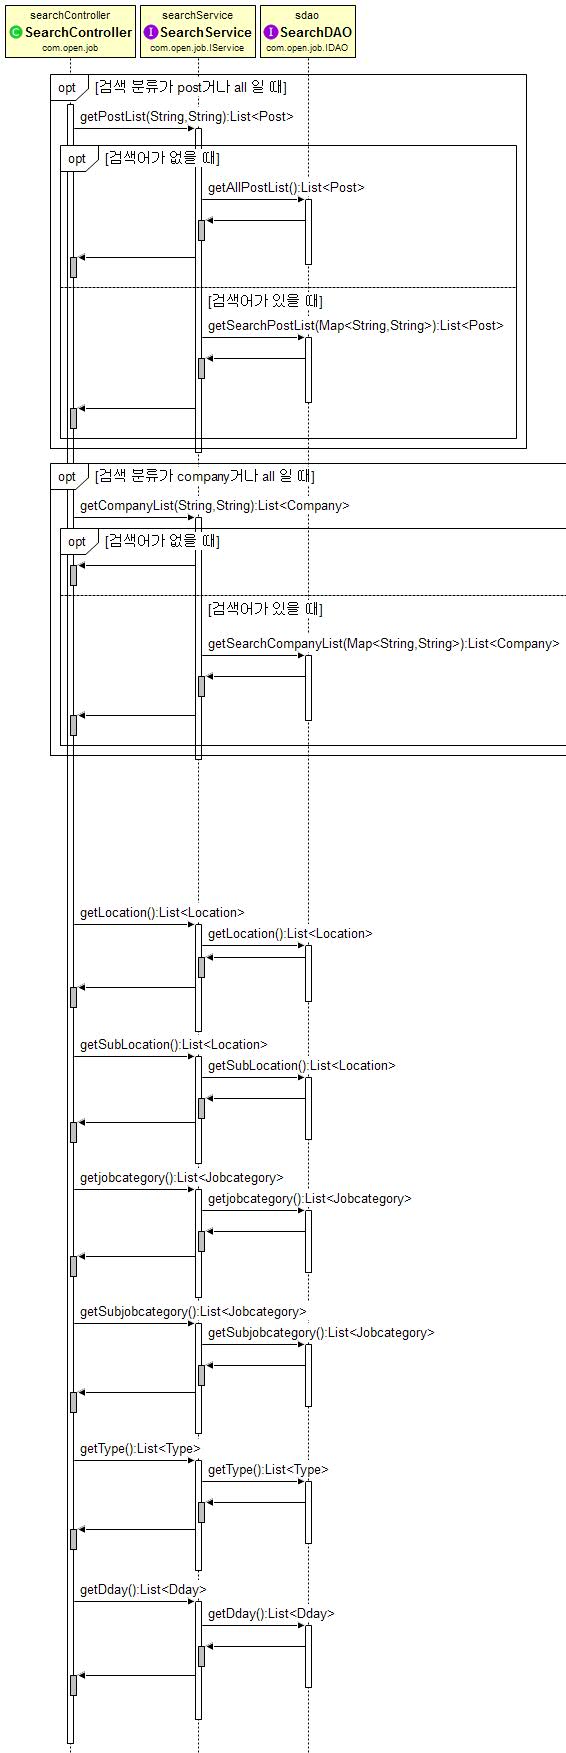 searchController
C SearchController
com.open.job
searchService
I SearchService
com.open.job.IService
sdao
I SearchDAO
com.open.job.IDAO
opt [검색 분류가 post거나 all 일 때]
getPostList(String,String):List<Post>
opt [검색어가 없을 때]
getAllPostList():List<Post>
[검색어가 있을 때]
getSearchPostList(Map<String,String>):List<Post>
opt [검색 분류가 company거나 all 일 때]
getCompanyList(String,String):List<Company>
opt [검색어가 없을 때]
[검색어가 있을 때]
getSearchCompanyList(Map<String,String>):List<Company>
getLocation():List<Location>
getLocation():List<Location>
getSubLocation():List<Location>
getSubLocation():List<Location>
getjobcategory():List<Jobcategory>
getjobcategory():List<Jobcategory>
getSubjobcategory():List<Jobcategory>
getSubjobcategory():List<Jobcategory>
getType():List<Type>
getType():List<Type>
getDday():List<Dday>
getDday():List<Dday>